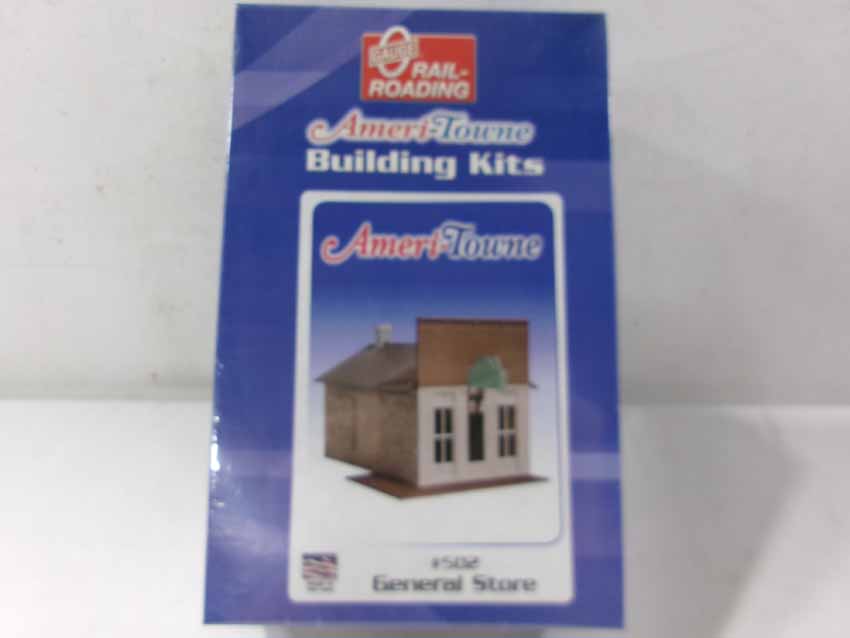 GAUGE
RAIL-
ROADING
Ameri-Towne
Building Kits
Ameri-Towne
#502
General Store